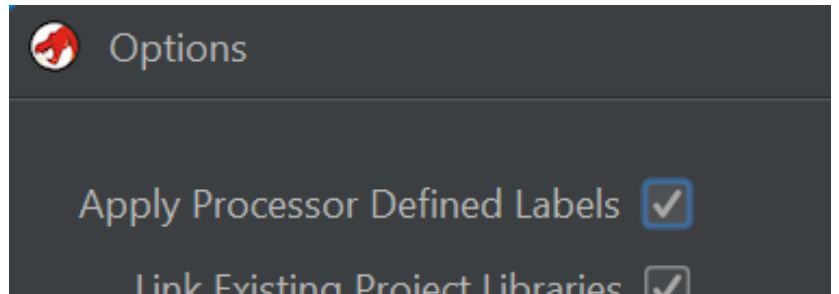 Options
Apply Processor Defined Labels
Link Existing Project Libraries